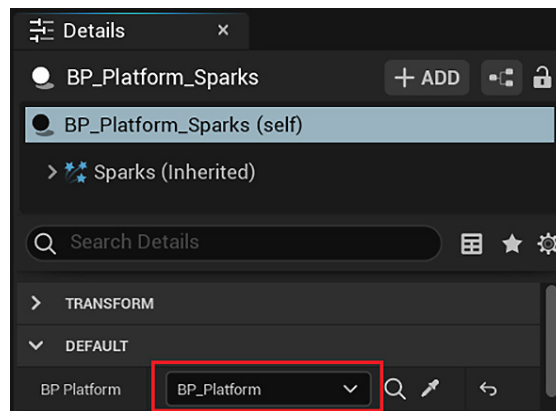 Details
BP_Platform_Sparks
+ ADD
BP_Platform_Sparks (self)
Sparks (Inherited)
Search Details
TRANSFORM
DEFAULT
BP Platform BP_Platform